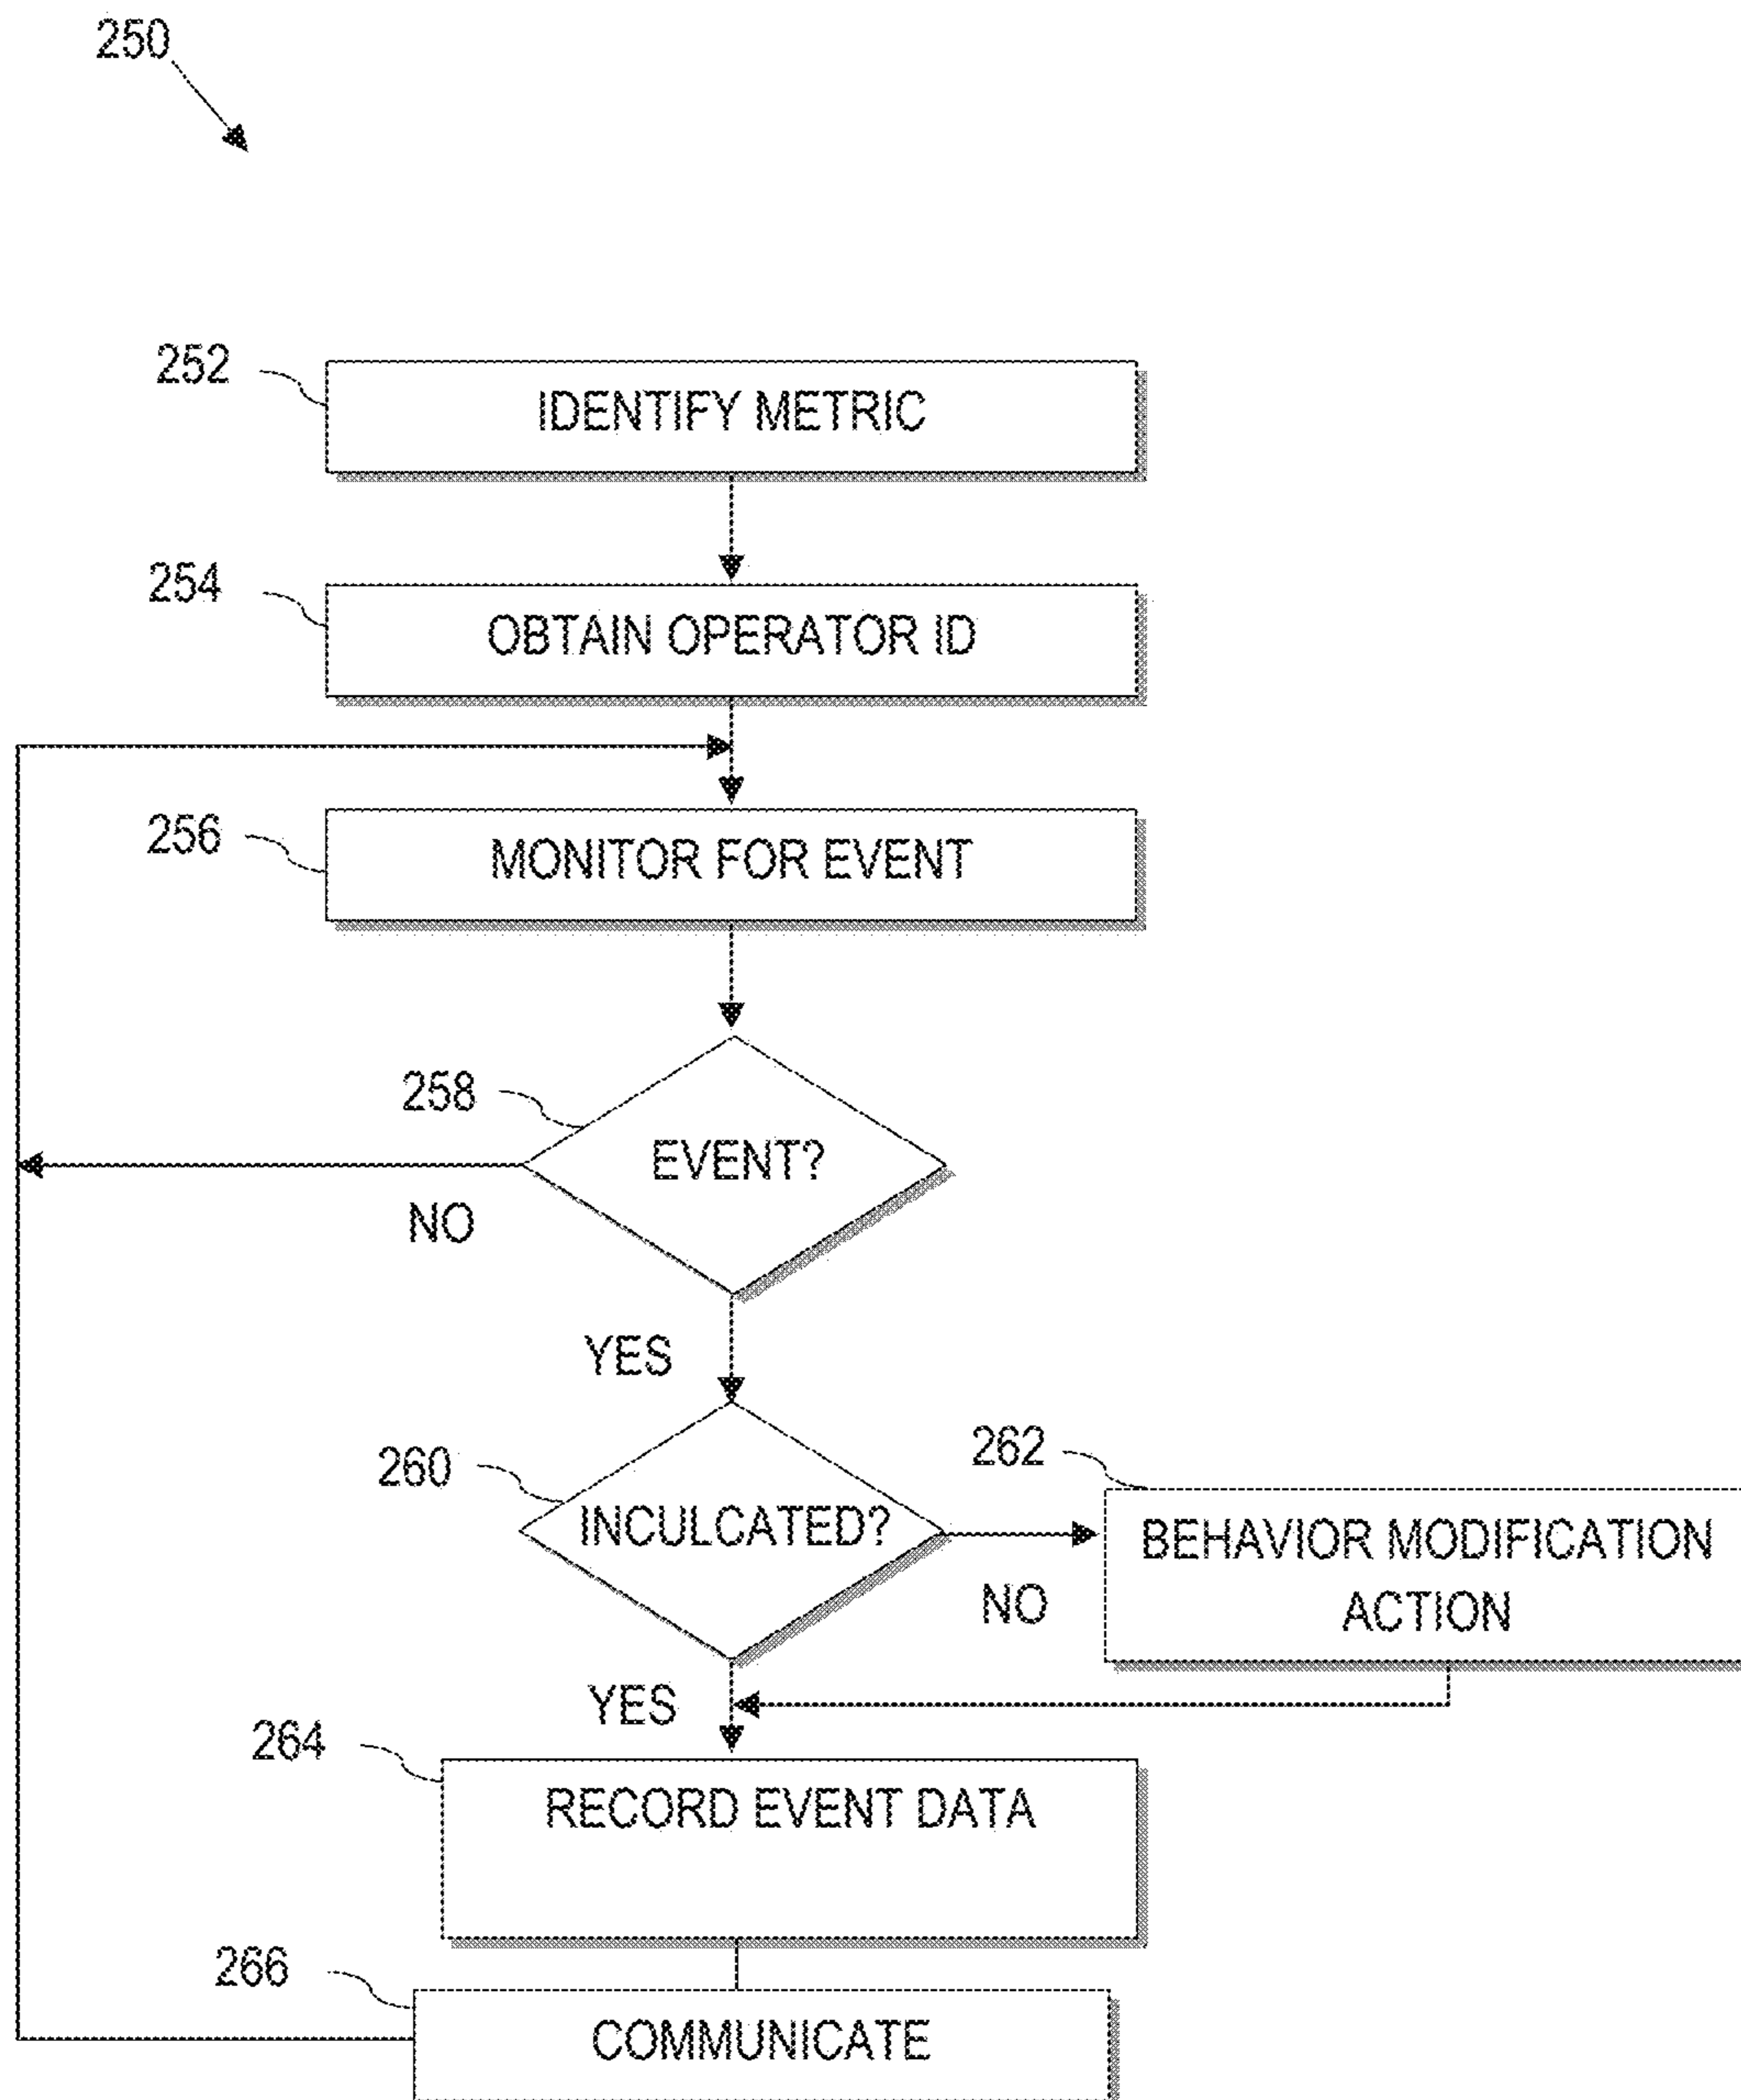 250
252
IDENTIFY METRIC
254
OBTAIN OPERATOR ID
256
MONITOR FOR EVENT
258
EVENT?
NO
YES
260
INCULCATED?
262
BEHAVIOR MODIFICATION
ACTION
NO
YES
264
RECORD EVENT DATA
266
COMMUNICATE